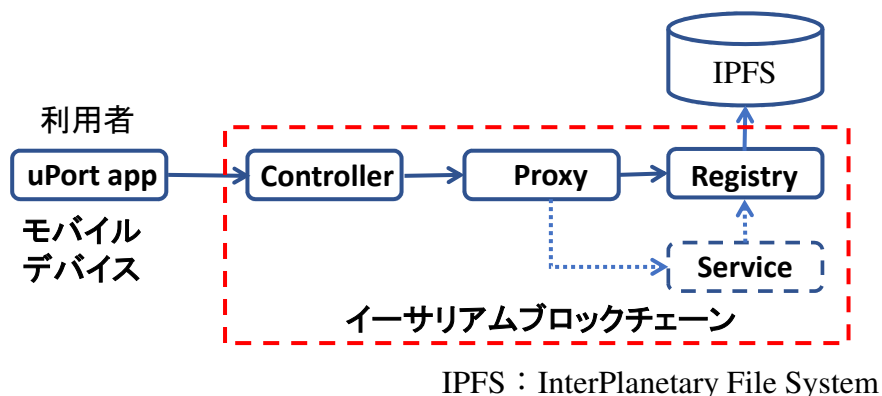 IPFS
利用者
uPort app
Controller
Proxy
Registry
モバイル
デバイス
Service
イーサリアムブロックチェーン
IPFS：InterPlanetary File System